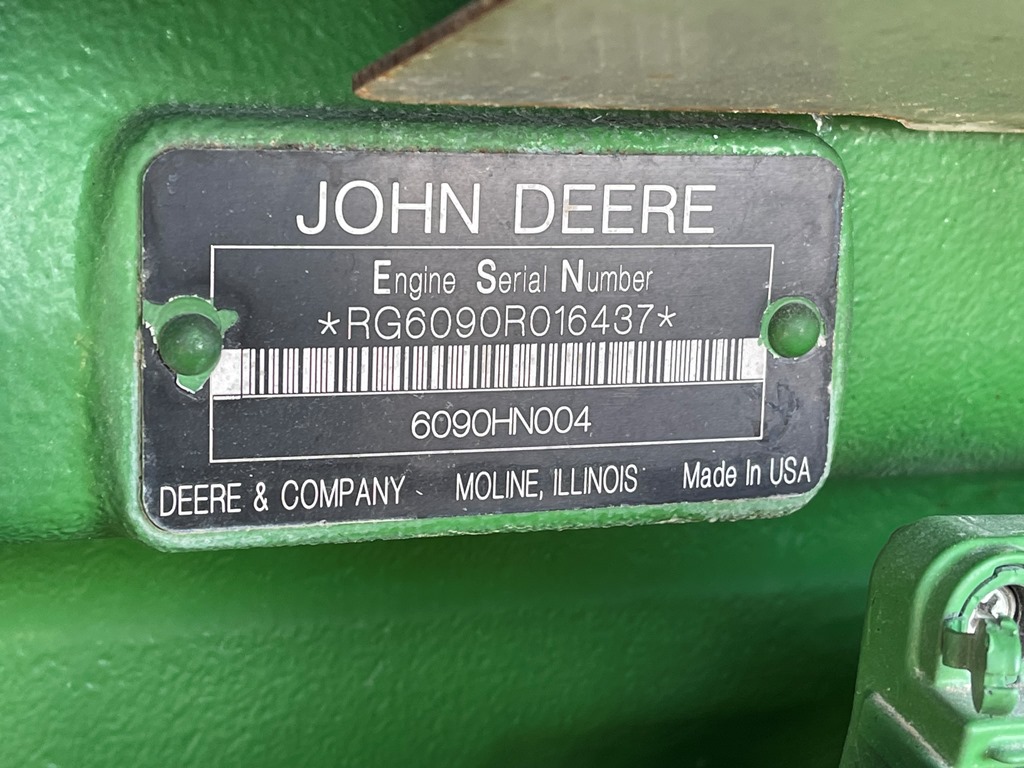 JOHN DEERE
Engine Serial Number
*RG6090R016437*
6090HN004
DEERE & COMPANY MOLINE, ILLINOIS Made In USA